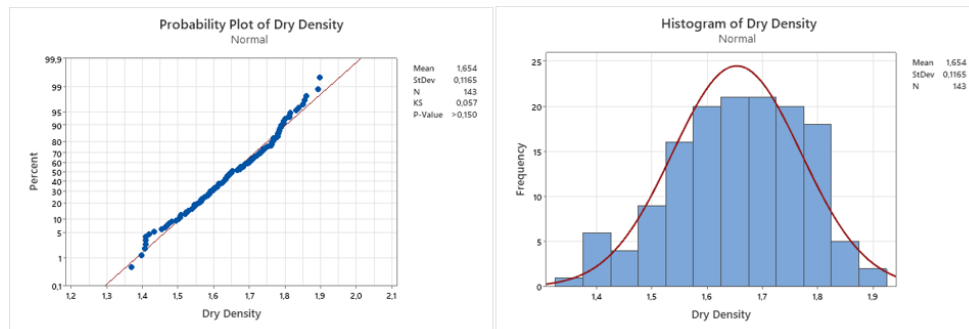 Probability Plot of Dry Density
Normal
99,9
99
95
90
80
70
60
50
40
30
20
10
5
1
0,1
Percent
1,2 1,3 1,4 1,5 1,6 1,7 1,8 1,9 2,0 2,1
Dry Density
Mean 1,654
StDev 0,1165
N 143
KS 0,057
P-Value >0,150
Histogram of Dry Density
Normal
25
20
15
10
5
0
Frequency
1,4 1,5 1,6 1,7 1,8 1,9
Dry Density
Mean 1,654
StDev 0,1165
N 143